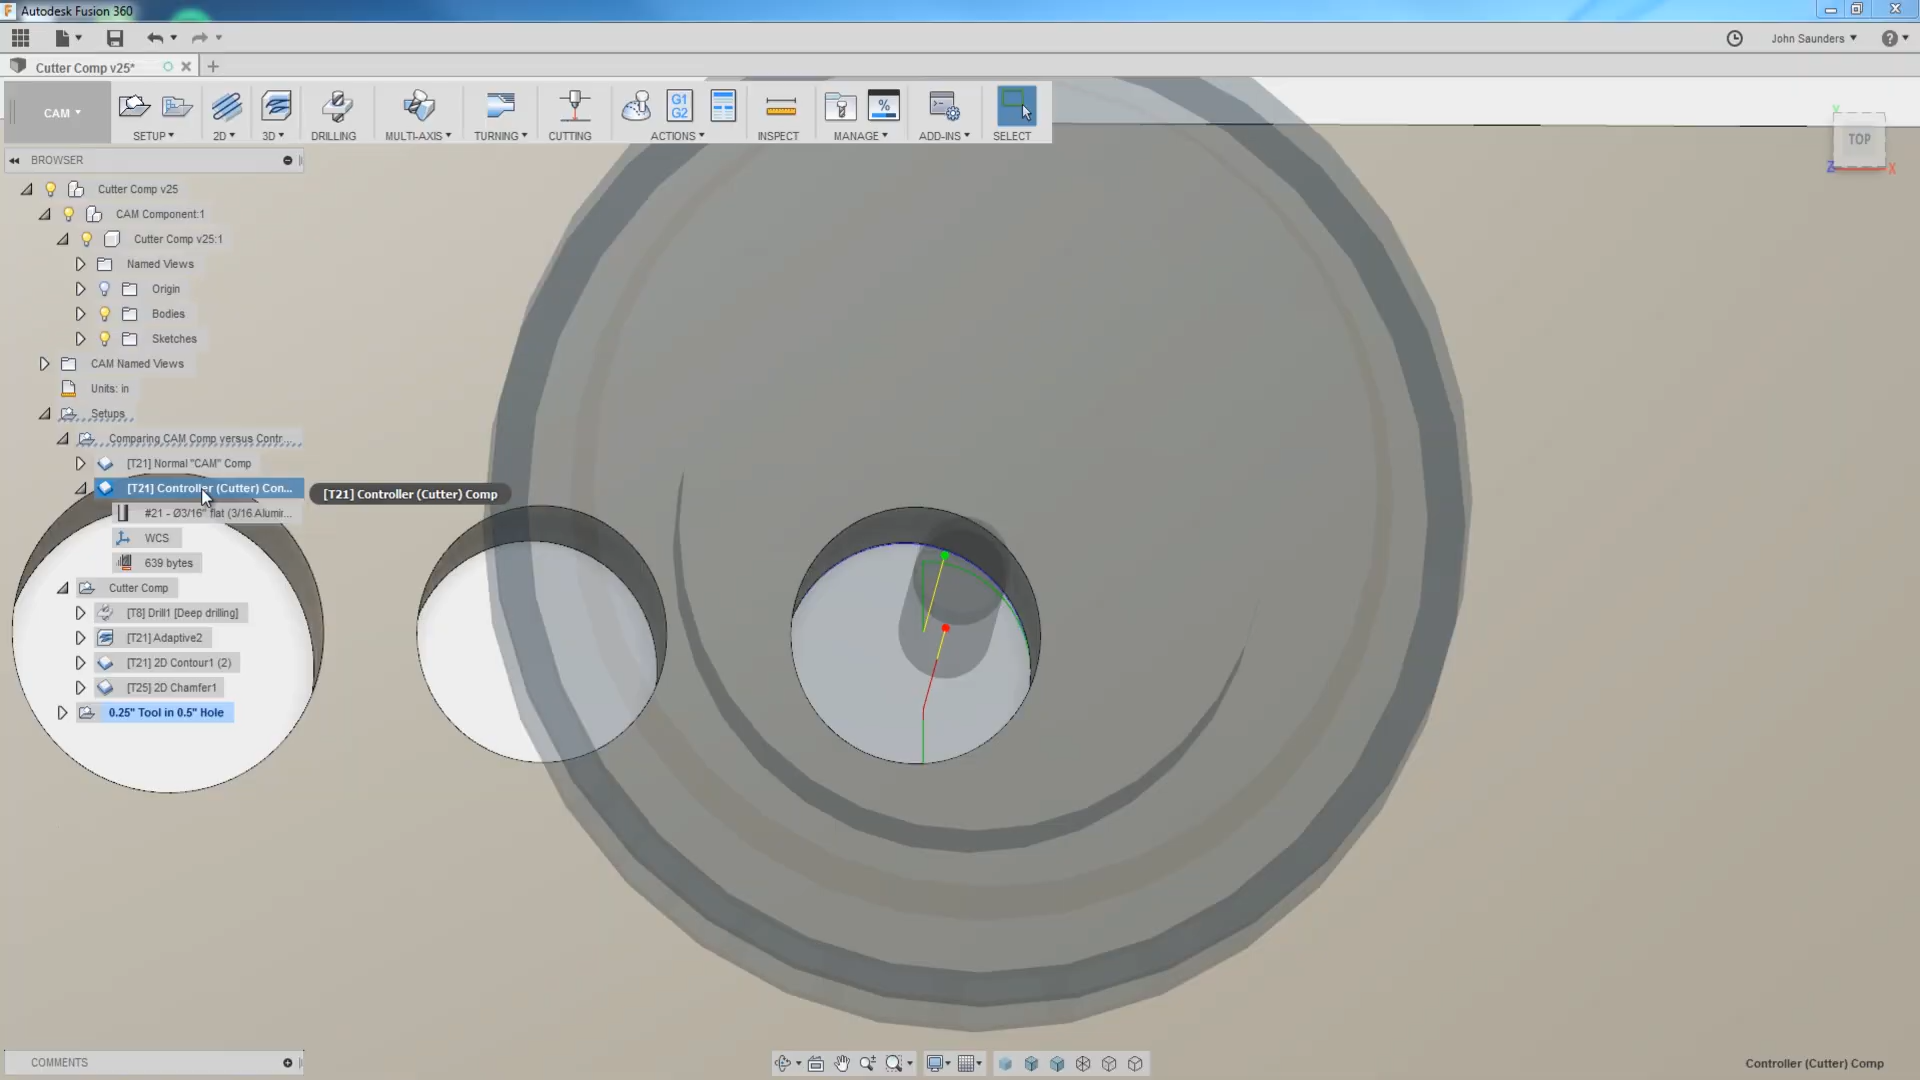 Autodesk Fusion 360
John Saunders
Cutter Comp v25*
CAM
G1
G2
%
SETUP
2D
3D
DRILLING
MULTI-AXIS
TURNING
CUTTING
ACTIONS
INSPECT
MANAGE
ADD-INS
SELECT
Y
TOP
Z
X
BROWSER
Cutter Comp v25
CAM Component:1
Cutter Comp v25:1
Named Views
Origin
Bodies
Sketches
CAM Named Views
Units: in
Setups
Comparing CAM Comp versus Contr...
[T21] Normal "CAM" Comp
[T21] Controller (Cutter) Con...
[T21] Controller (Cutter) Comp
#21 - Ø3/16" flat (3/16 Alumin...
WCS
639 bytes
Cutter Comp
[T8] Drill1 [Deep drilling]
[T21] Adaptive2
[T21] 2D Contour1 (2)
[T25] 2D Chamfer1
0.25" Tool in 0.5" Hole
COMMENTS
Controller (Cutter) Comp